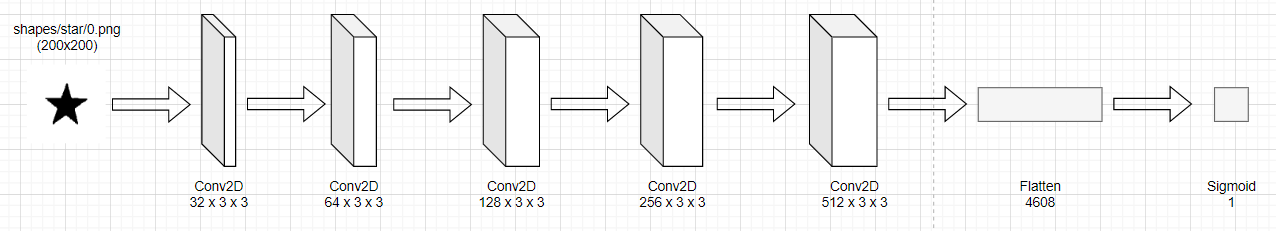 shapes/star/0.png
(200x200)
Conv2D
32 x 3 x 3
Conv2D
64 x 3 x 3
Conv2D
128 x 3 x 3
Conv2D
256 x 3 x 3
Conv2D
512 x 3 x 3
Flatten
4608
Sigmoid
1